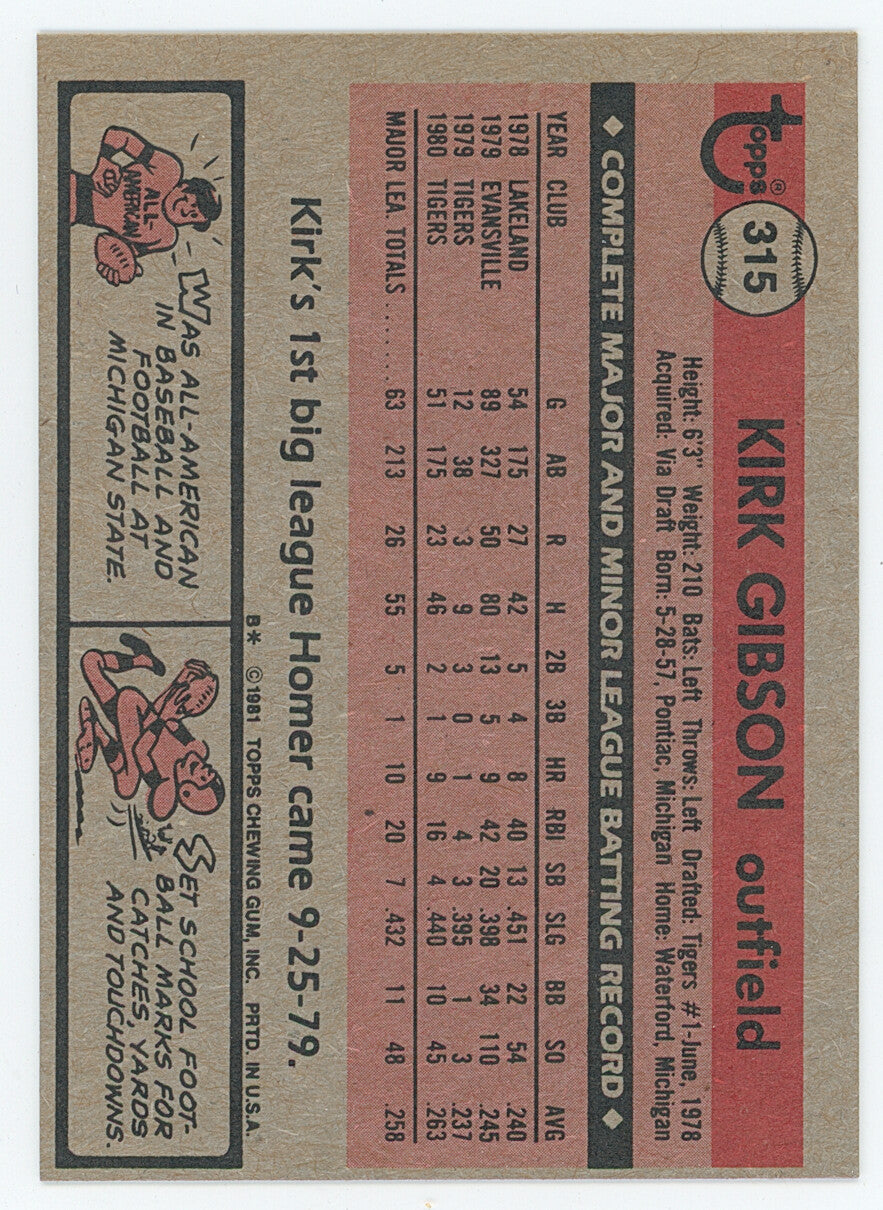 topps®
315
KIRK GIBSON outfield
Height: 6'3" Weight: 210 Bats: Left Throws: Left Drafted: Tigers #1-June, 1978
Acquired: Via Draft Born: 5-28-57, Pontiac, Michigan Home: Waterford, Michigan
◆ COMPLETE MAJOR AND MINOR LEAGUE BATTING RECORD ◆
YEAR CLUB G AB R H 2B 3B HR RBI SB SLG BB SO AVG
1978 LAKELAND 54 175 27 42 5 4 8 40 13 .451 22 54 .240
1979 EVANSVILLE 89 327 50 80 13 5 9 42 20 .398 34 110 .245
1979 TIGERS 12 38 3 9 3 0 1 4 3 .395 1 3 .237
1980 TIGERS 51 175 23 46 2 1 9 16 4 .440 10 45 .263
MAJOR LEA. TOTALS ....... 63 213 26 55 5 1 10 20 7 .432 11 48 .258
Kirk's 1st big league Homer came 9-25-79.
B* ©1981 TOPPS CHEWING GUM, INC. PRTD. IN U.S.A.
ALL-
AMERICAN
WAS ALL-AMERICAN
IN BASEBALL AND
FOOTBALL AT
MICHIGAN STATE.
SET SCHOOL FOOT-
BALL MARKS FOR
CATCHES, YARDS
AND TOUCHDOWNS.